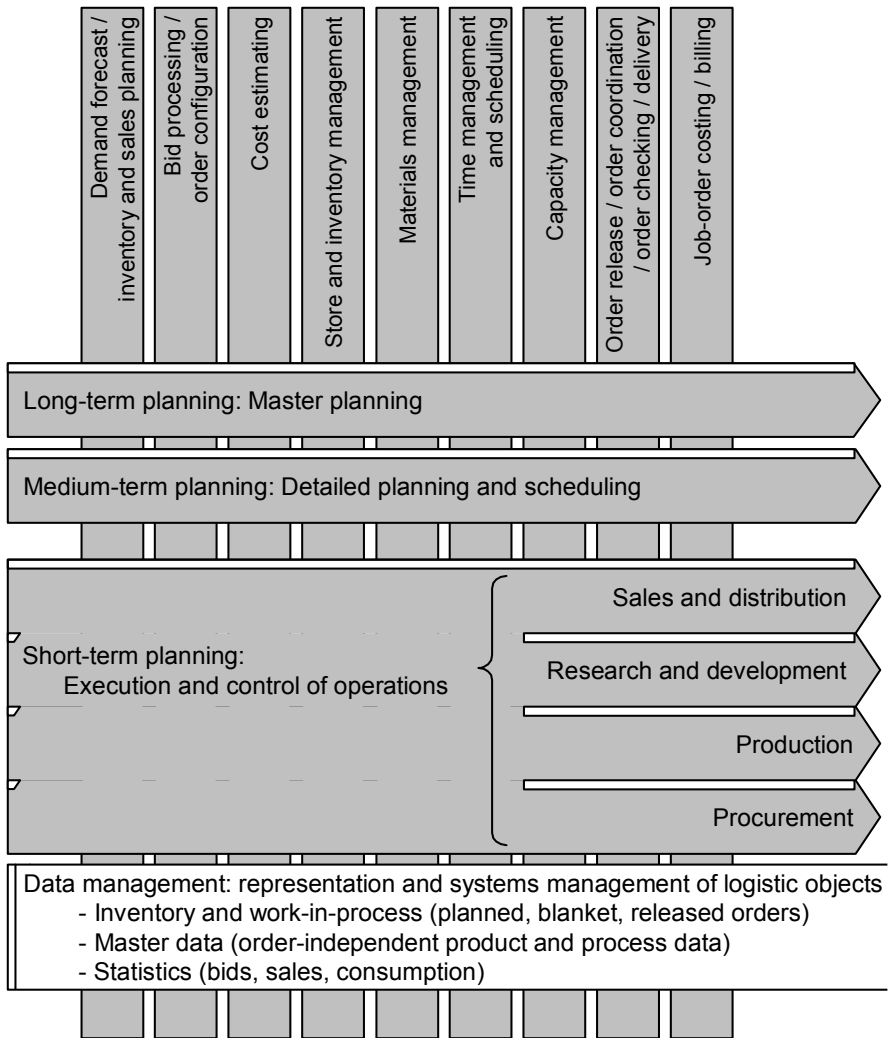 Demand forecast /
inventory and sales planning
Bid processing /
order configuration
Cost estimating
Store and inventory management
Materials management
Time management
and scheduling
Capacity management
Order release / order coordination
/ order checking / delivery
Job-order costing / billing
Long-term planning: Master planning
Medium-term planning: Detailed planning and scheduling
Sales and distribution
Short-term planning:
Execution and control of operations
Research and development
Production
Procurement
Data management: representation and systems management of logistic objects
- Inventory and work-in-process (planned, blanket, released orders)
- Master data (order-independent product and process data)
- Statistics (bids, sales, consumption)